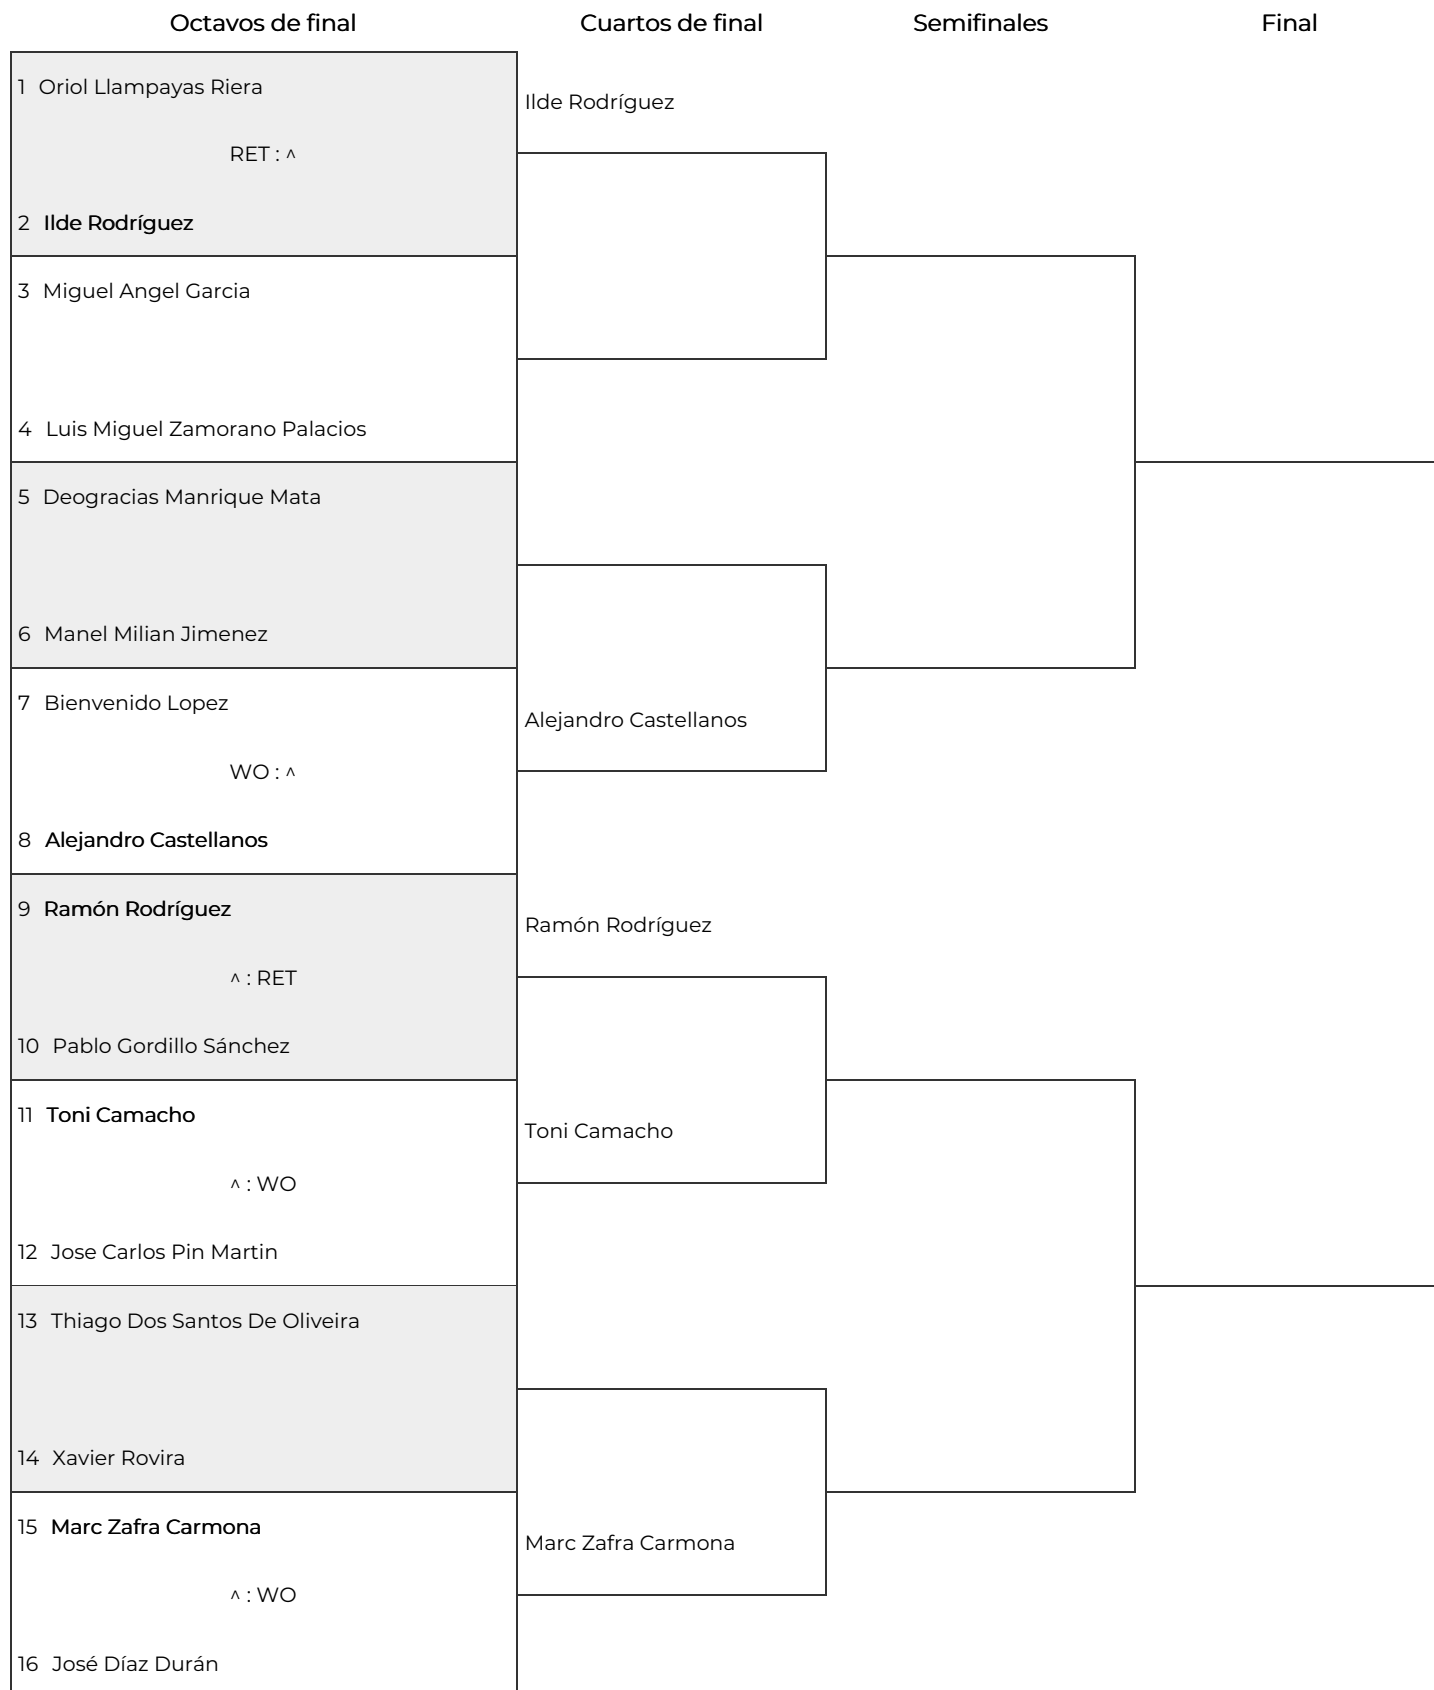 Octavos de final
Cuartos de final
Semifinales
Final
1 Oriol Llampayas Riera
RET : ^
2 Ilde Rodríguez
Ilde Rodríguez
3 Miguel Angel Garcia
4 Luis Miguel Zamorano Palacios
5 Deogracias Manrique Mata
6 Manel Milian Jimenez
7 Bienvenido Lopez
WO : ^
8 Alejandro Castellanos
Alejandro Castellanos
9 Ramón Rodríguez
^ : RET
10 Pablo Gordillo Sánchez
Ramón Rodríguez
11 Toni Camacho
^ : WO
12 Jose Carlos Pin Martin
Toni Camacho
13 Thiago Dos Santos De Oliveira
14 Xavier Rovira
15 Marc Zafra Carmona
^ : WO
16 José Díaz Durán
Marc Zafra Carmona